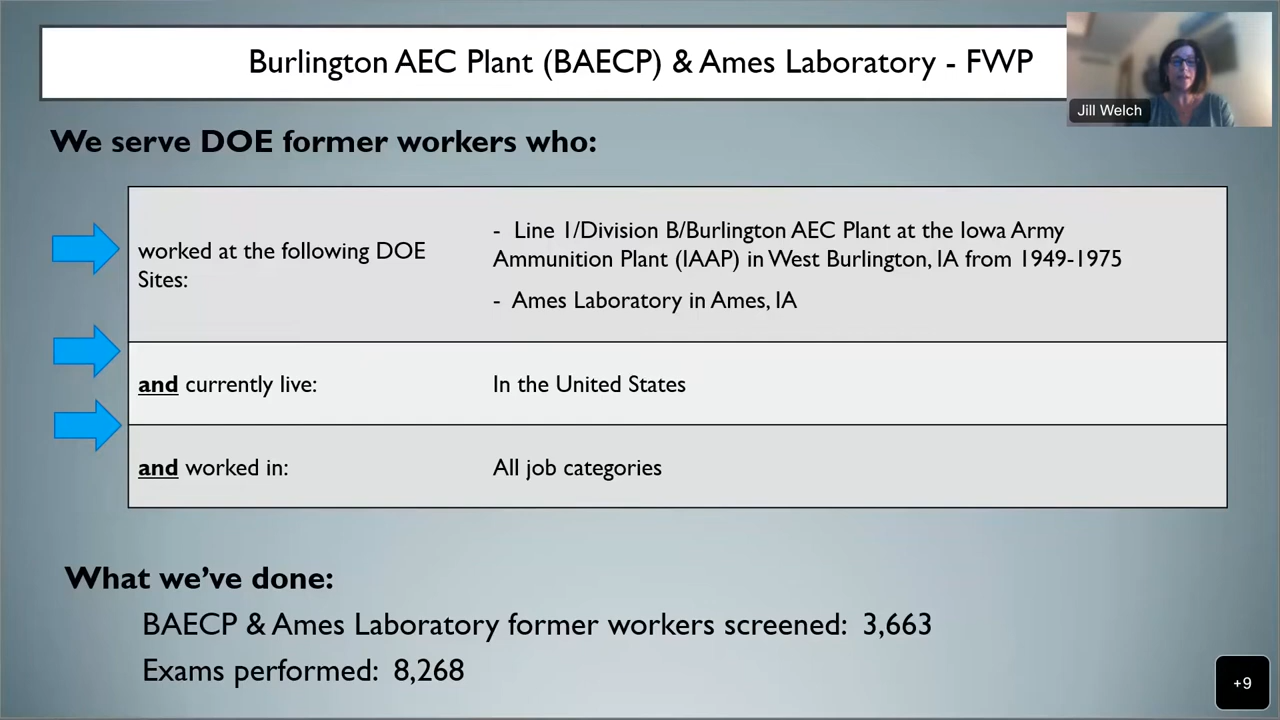 Burlington AEC Plant (BAECP) & Ames Laboratory - FWP
Jill Welch
We serve DOE former workers who:
worked at the following DOE
Sites:
- Line 1/Division B/Burlington AEC Plant at the Iowa Army
Ammunition Plant (IAAP) in West Burlington, IA from 1949-1975
- Ames Laboratory in Ames, IA
and currently live:
In the United States
and worked in:
All job categories
What we’ve done:
BAECP & Ames Laboratory former workers screened: 3,663
Exams performed: 8,268
+9